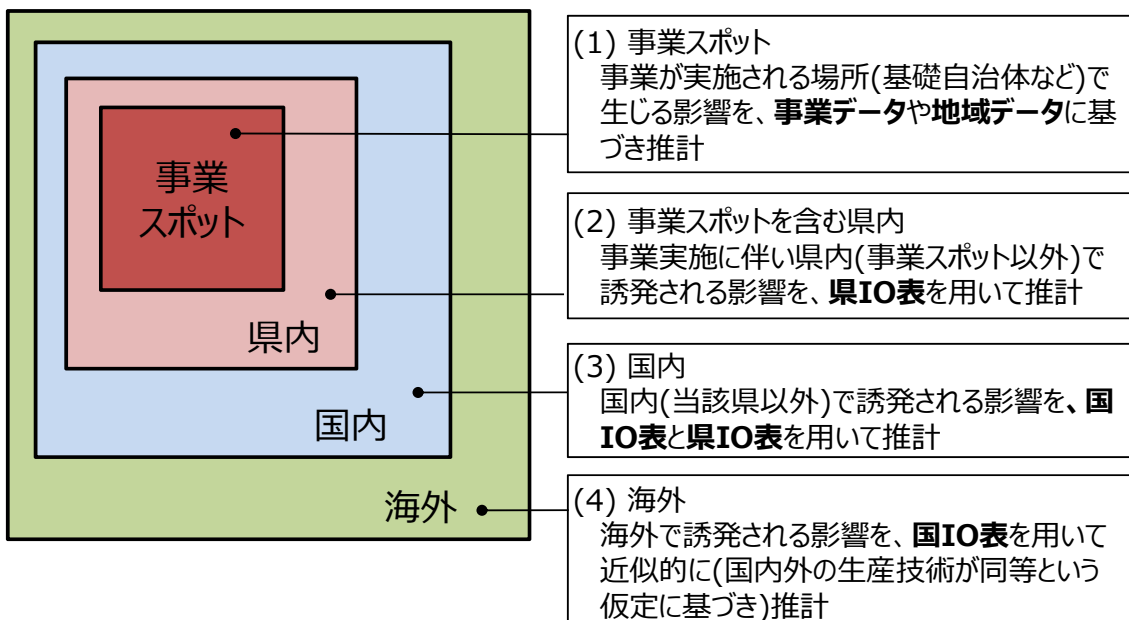 事業
スポット
県内
国内
海外
(1) 事業スポット
事業が実施される場所(基礎自治体など)で
生じる影響を、事業データや地域データに基
づき推計
(2) 事業スポットを含む県内
事業実施に伴い県内(事業スポット以外)で
誘発される影響を、県IO表を用いて推計
(3) 国内
国内(当該県以外)で誘発される影響を、国
IO表と県IO表を用いて推計
(4) 海外
海外で誘発される影響を、国IO表を用いて
近似的に(国内外の生産技術が同等という
仮定に基づき)推計